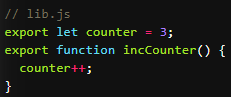 // lib.js
export let counter = 3;
export function incCounter() {
  counter++;
}